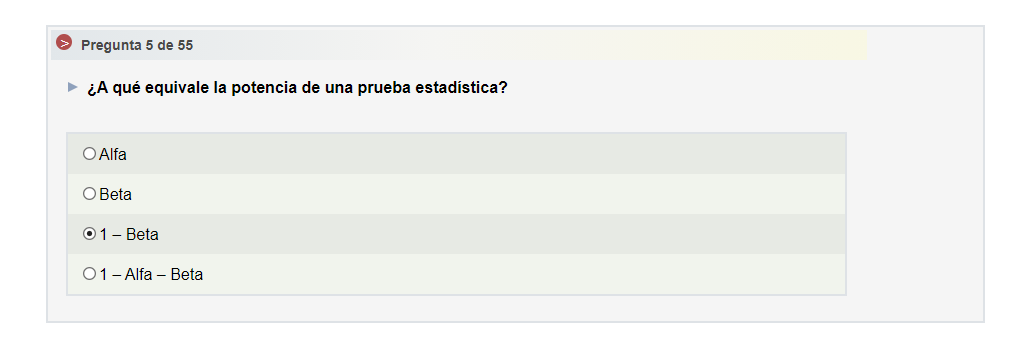 Pregunta 5 de 55
¿A qué equivale la potencia de una prueba estadística?
Alfa
Beta
1 – Beta
1 – Alfa – Beta